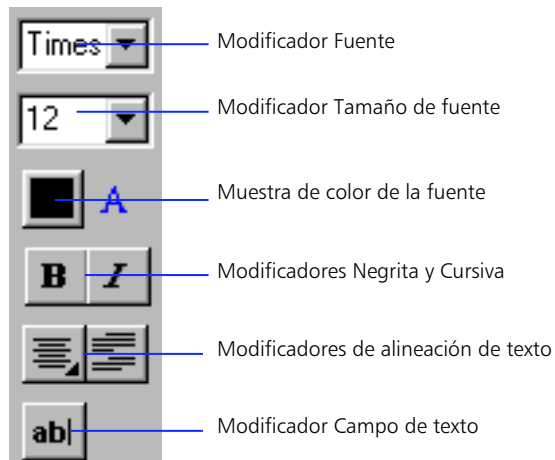 Times Modificador Fuente
12 Modificador Tamaño de fuente
A Muestra de color de la fuente
B I Modificadores Negrita y Cursiva
Modificadores de alineación de texto
ab| Modificador Campo de texto